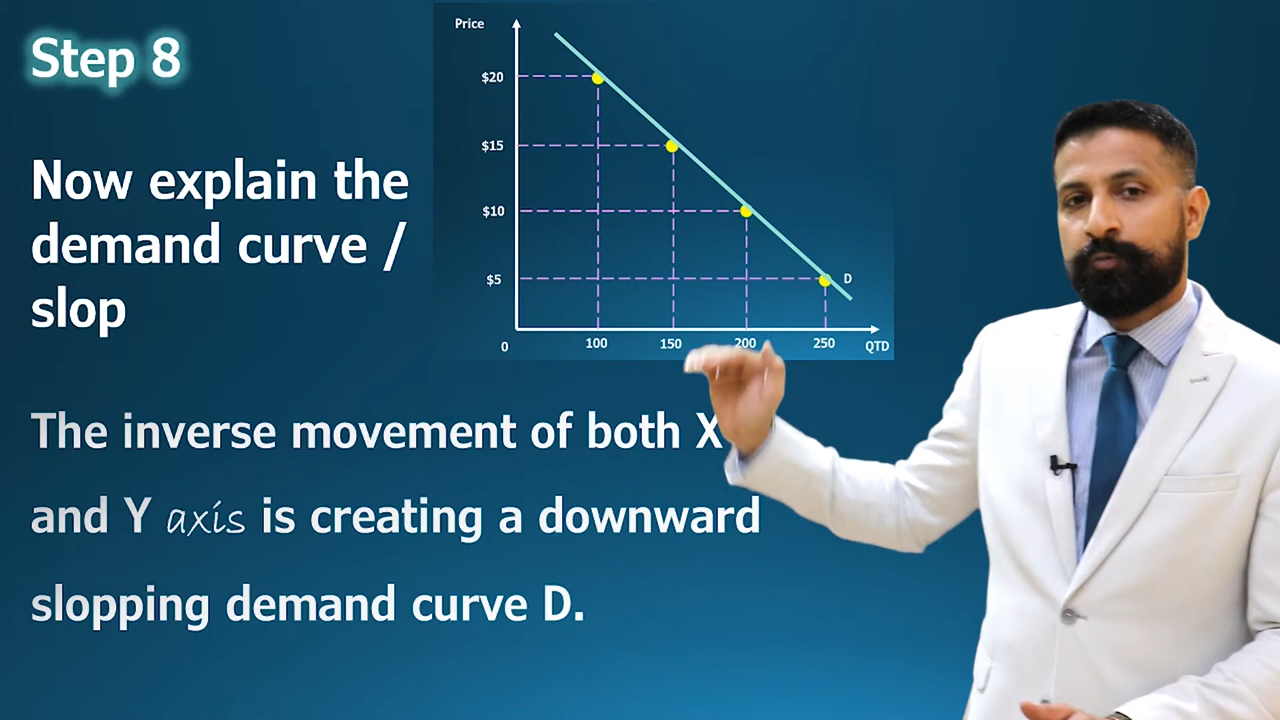 Step 8
Now explain the
demand curve /
slop
Price
$20
$15
$10
$5
D
0
100
150
200
250
QTD
The inverse movement of both X
and Y axis is creating a downward
slopping demand curve D.